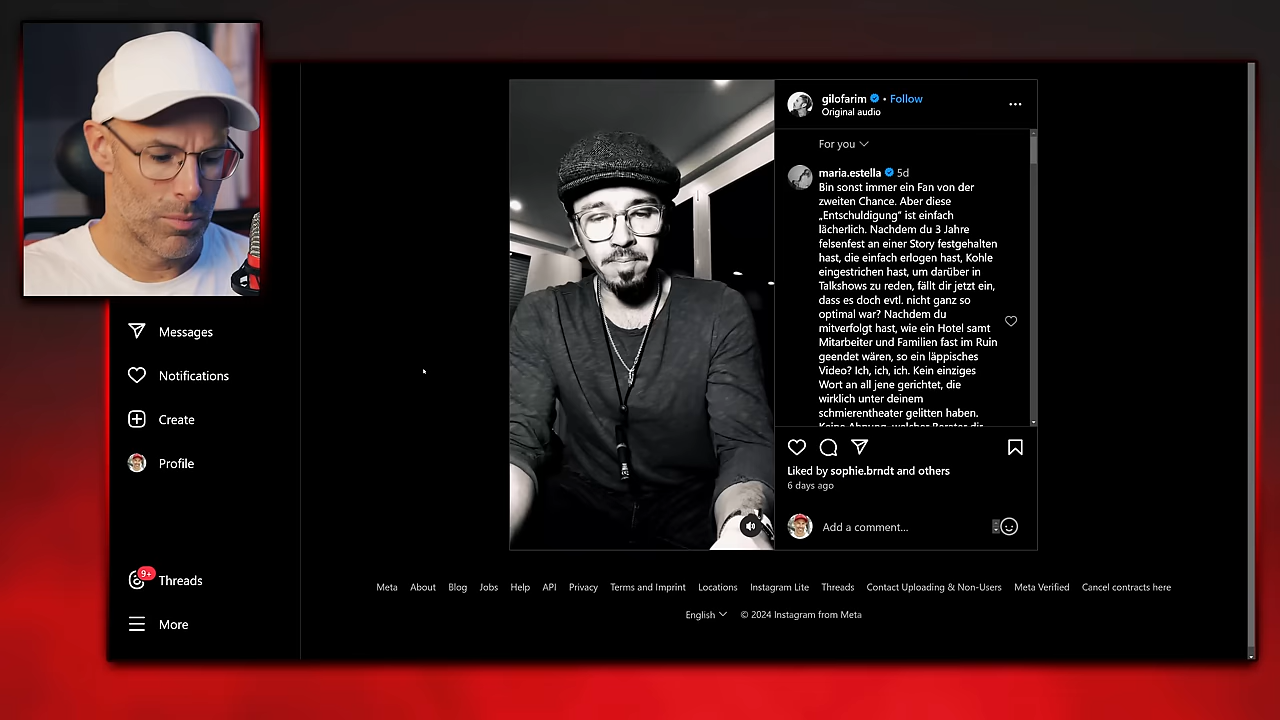 gilofarim • Follow
Original audio
For you
maria.estella 5d
Bin sonst immer ein Fan von der
zweiten Chance. Aber diese
„Entschuldigung“ ist einfach
lächerlich. Nachdem du 3 Jahre
felsenfest an einer Story festgehalten
hast, die einfach erlogen hast, Kohle
eingestrichen hast, um darüber in
Talkshows zu reden, fällt dir jetzt ein,
dass es doch evtl. nicht ganz so
optimal war? Nachdem du
mitverfolgt hast, wie ein Hotel samt
Mitarbeiter und Familien fast im Ruin
geendet wären, so ein läppisches
Video? Ich, ich, ich. Kein einziges
Wort an all jene gerichtet, die
wirklich unter deinem
schmierentheater gelitten haben.
Keine Ahnung, welcher Berater dir
Liked by sophie.brndt and others
6 days ago
Add a comment...
Messages
Notifications
Create
Profile
9+
Threads
More
Meta About Blog Jobs Help API Privacy Terms and Imprint Locations Instagram Lite Threads Contact Uploading & Non-Users Meta Verified Cancel contracts here
English © 2024 Instagram from Meta